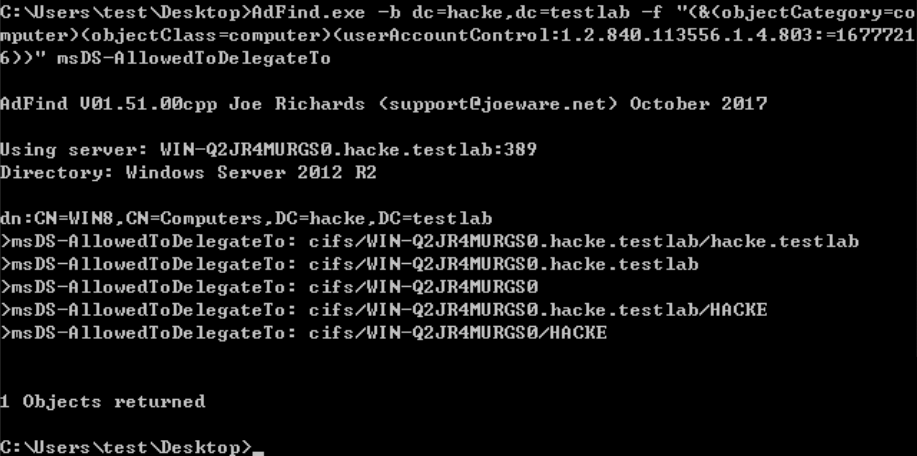 C:\Users\test\Desktop>AdFind.exe -b dc=hacke,dc=testlab -f "(&(objectCategory=co
mputer)(objectClass=computer)(userAccountControl:1.2.840.113556.1.4.803:=1677721
6))" msDS-AllowedToDelegateTo
AdFind V01.51.00cpp Joe Richards (support@joeware.net) October 2017
Using server: WIN-Q2JR4MURGS0.hacke.testlab:389
Directory: Windows Server 2012 R2
dn:CN=WIN8,CN=Computers,DC=hacke,DC=testlab
>msDS-AllowedToDelegateTo: cifs/WIN-Q2JR4MURGS0.hacke.testlab/hacke.testlab
>msDS-AllowedToDelegateTo: cifs/WIN-Q2JR4MURGS0.hacke.testlab
>msDS-AllowedToDelegateTo: cifs/WIN-Q2JR4MURGS0
>msDS-AllowedToDelegateTo: cifs/WIN-Q2JR4MURGS0.hacke.testlab/HACKE
>msDS-AllowedToDelegateTo: cifs/WIN-Q2JR4MURGS0/HACKE
1 Objects returned
C:\Users\test\Desktop>_